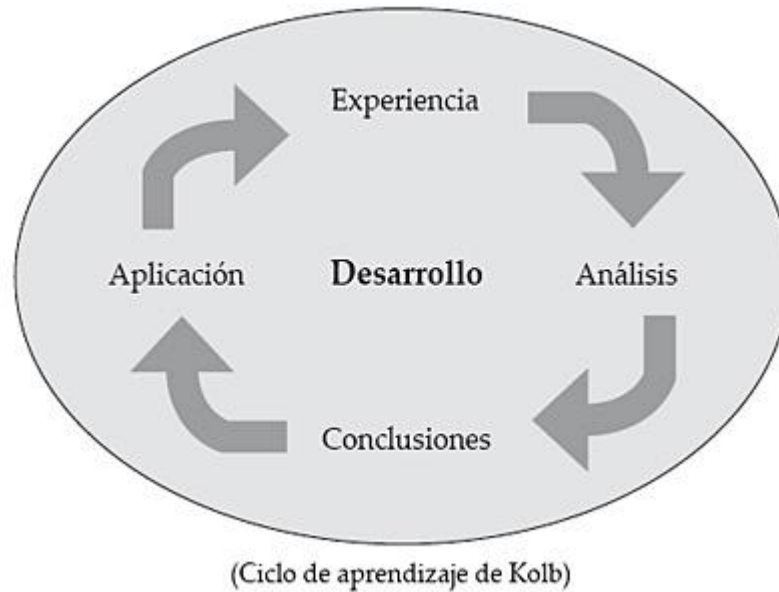 Experiencia
Aplicación Desarrollo Análisis
Conclusiones
(Ciclo de aprendizaje de Kolb)